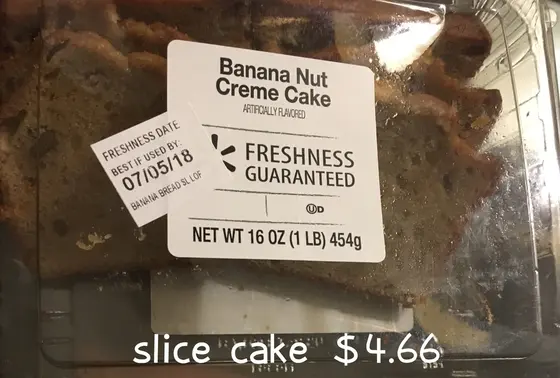 Banana Nut
Creme Cake
ARTIFICIALLY FLAVORED
FRESHNESS DATE
BEST IF USED BY:
07/05/18
BANANA BREAD SL LOF
FRESHNESS
GUARANTEED
UD
NET WT 16 OZ (1 LB) 454g
slice cake $4.66